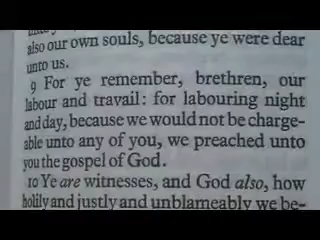 also our own souls, because ye were dear
unto us.
9 For ye remember, brethren, our
labour and travail: for labouring night
and day, because we would not be charge-
able unto any of you, we preached unto
you the gospel of God.
10 Ye are witnesses, and God also, how
holily and justly and unblameably we be-